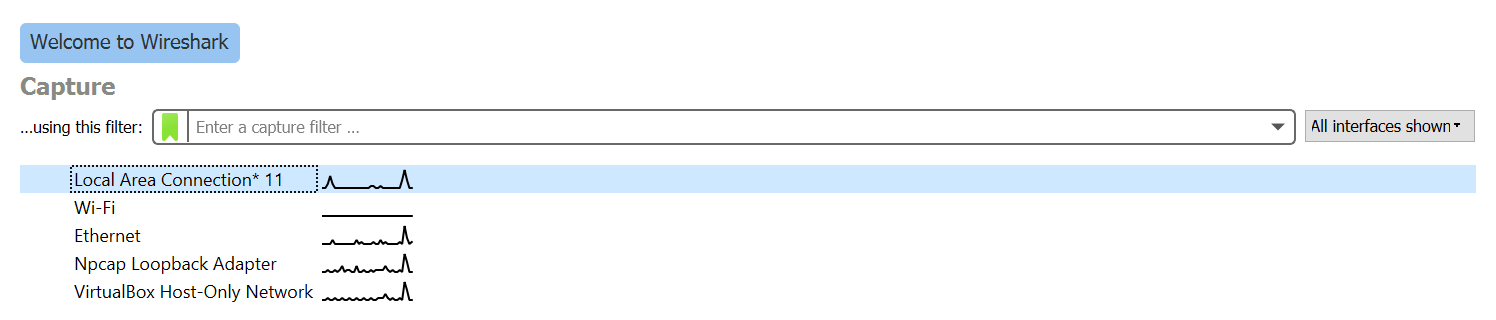 Welcome to Wireshark
Capture
...using this filter: Enter a capture filter ... All interfaces shown
Local Area Connection* 11
Wi-Fi
Ethernet
Npcap Loopback Adapter
VirtualBox Host-Only Network